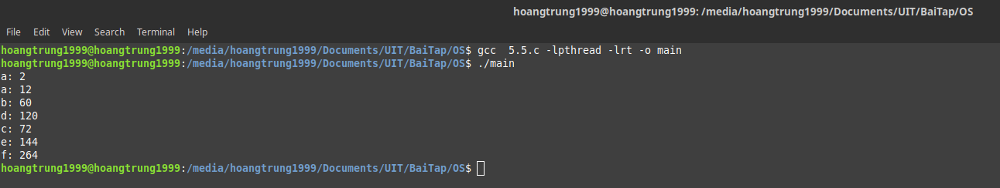 hoangtrung1999@hoangtrung1999: /media/hoangtrung1999/Documents/UIT/BaiTap/OS
File Edit View Search Terminal Help
hoangtrung1999@hoangtrung1999:/media/hoangtrung1999/Documents/UIT/BaiTap/OS$ gcc  5.5.c -lpthread -lrt -o main
hoangtrung1999@hoangtrung1999:/media/hoangtrung1999/Documents/UIT/BaiTap/OS$ ./main
a: 2
a: 12
b: 60
d: 120
c: 72
e: 144
f: 264
hoangtrung1999@hoangtrung1999:/media/hoangtrung1999/Documents/UIT/BaiTap/OS$